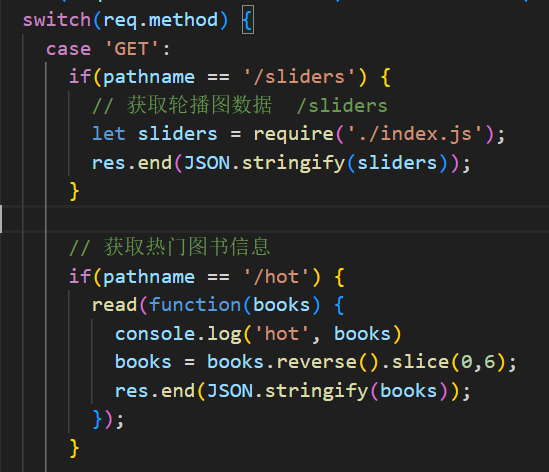 switch(req.method) {
case 'GET':
if(pathname == '/sliders') {
// 获取轮播图数据  /sliders
let sliders = require('./index.js');
res.end(JSON.stringify(sliders));
}
// 获取热门图书信息
if(pathname == '/hot') {
read(function(books) {
console.log('hot', books)
books = books.reverse().slice(0,6);
res.end(JSON.stringify(books));
});
}